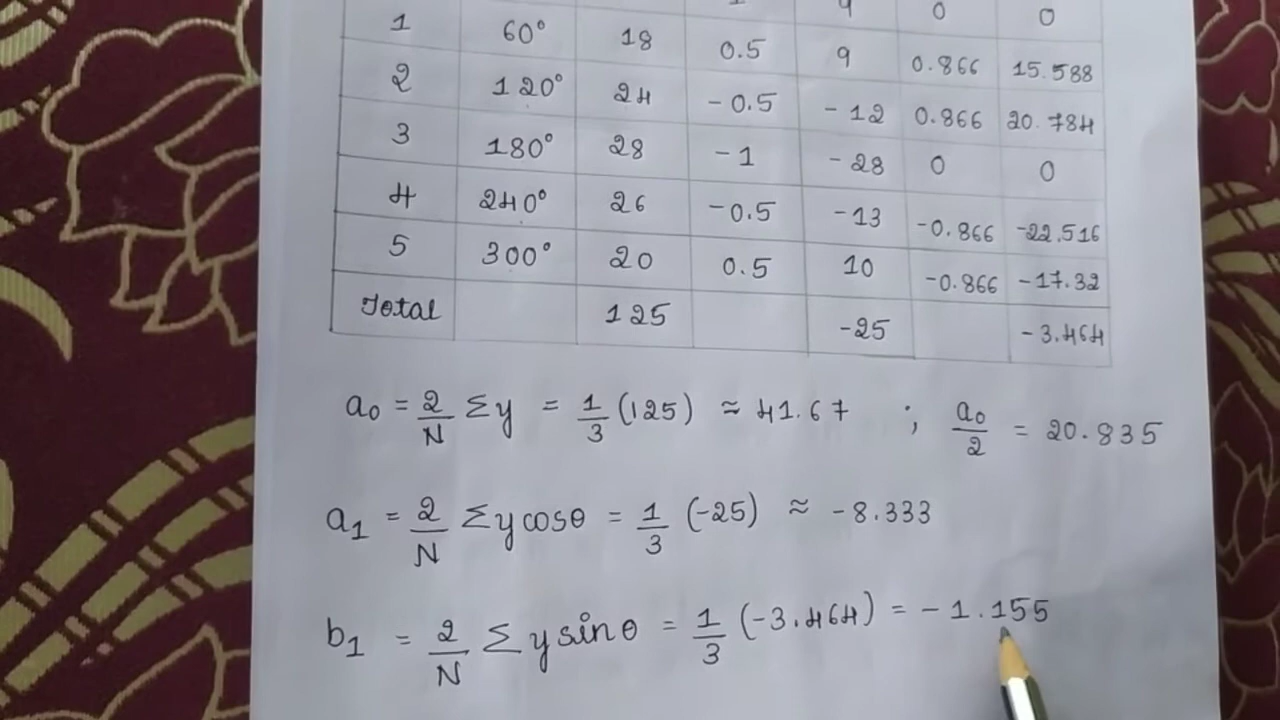 1 9 0 0
1 60° 18 0.5 9 0.866 15.588
2 120° 24 -0.5 -12 0.866 20.784
3 180° 28 -1 -28 0 0
4 240° 26 -0.5 -13 -0.866 -22.516
5 300° 20 0.5 10 -0.866 -17.32
Total 125 -25 -3.464
a₀ = 2/N Σy = 1/3 (125) ≈ 41.67 ; a₀/2 = 20.835
a₁ = 2/N Σy cosθ = 1/3 (-25) ≈ -8.333
b₁ = 2/N Σy sinθ = 1/3 (-3.464) = -1.155